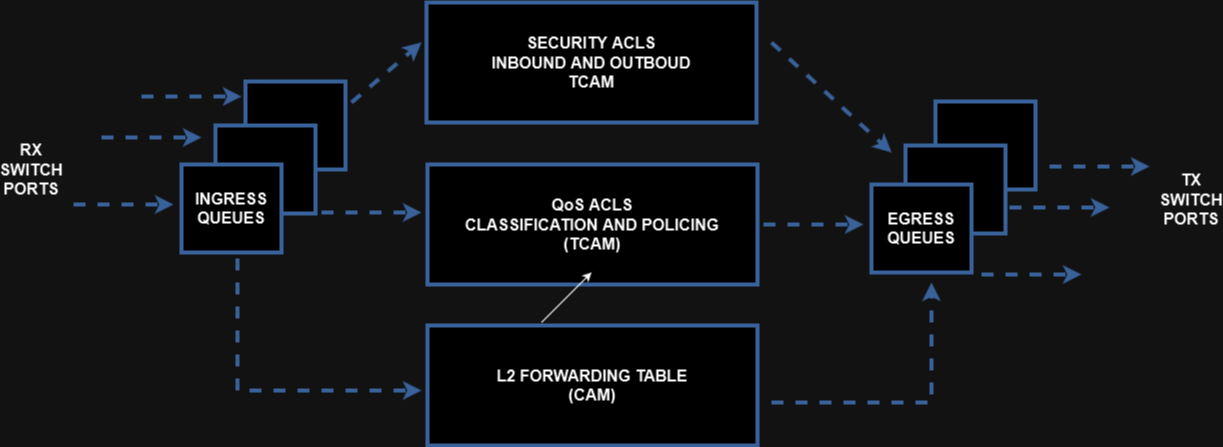 SECURITY ACLS
INBOUND AND OUTBOUD
TCAM
RX
SWITCH
PORTS
INGRESS
QUEUES
QoS ACLS
CLASSIFICATION AND POLICING
(TCAM)
EGRESS
QUEUES
TX
SWITCH
PORTS
L2 FORWARDING TABLE
(CAM)